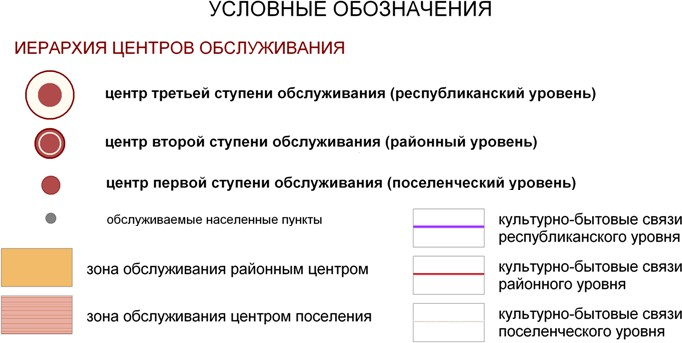 УСЛОВНЫЕ ОБОЗНАЧЕНИЯ
ИЕРАРХИЯ ЦЕНТРОВ ОБСЛУЖИВАНИЯ
центр третьей ступени обслуживания (республиканский уровень)
центр второй ступени обслуживания (районный уровень)
центр первой ступени обслуживания (поселенческий уровень)
обслуживаемые населенные пункты
зона обслуживания районным центром
зона обслуживания центром поселения
культурно-бытовые связи
республиканского уровня
культурно-бытовые связи
районного уровня
культурно-бытовые связи
поселенческого уровня